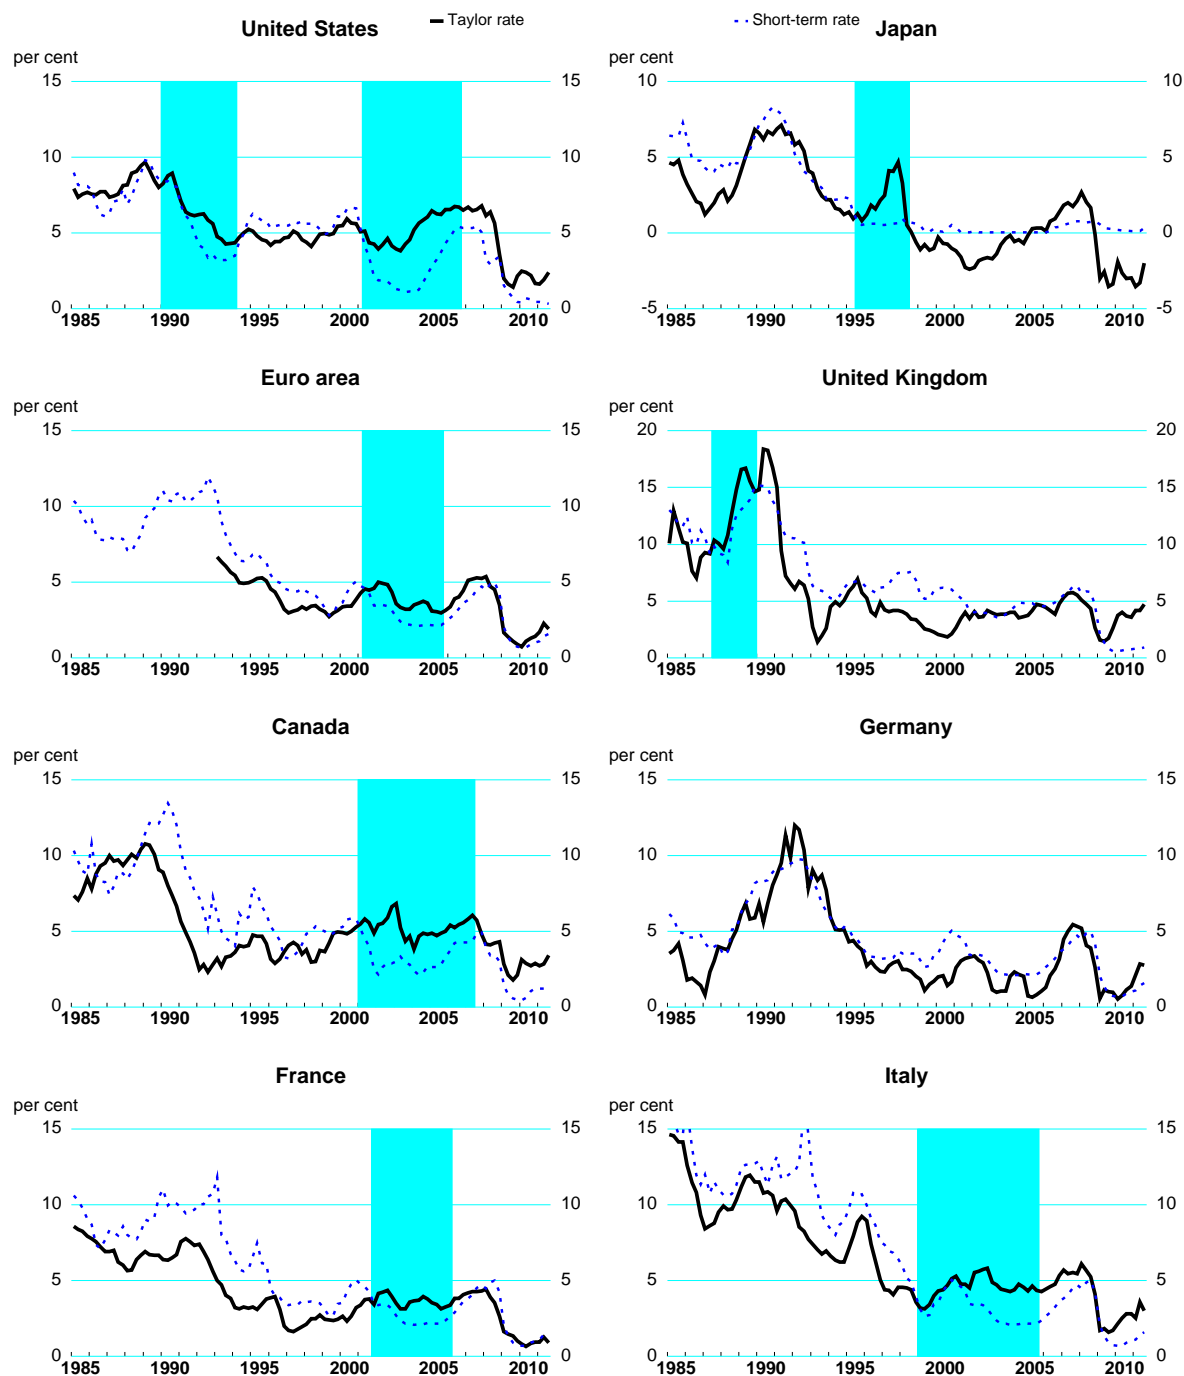 United States
Taylor rate
Short-term rate
Japan
per cent
15 15 10 10
10 10 5 5
5 5 0 0
0 0 -5 -5
1985 1990 1995 2000 2005 2010 1985 1990 1995 2000 2005 2010
Euro area United Kingdom
per cent per cent
15 15 20 20
15 15
10 10
10 10
5 5 5 5
0 0 0 0
1985 1990 1995 2000 2005 2010 1985 1990 1995 2000 2005 2010
Canada Germany
per cent per cent
15 15 15 15
10 10 10 10
5 5 5 5
0 0 0 0
1985 1990 1995 2000 2005 2010 1985 1990 1995 2000 2005 2010
France Italy
per cent per cent
15 15 15 15
10 10 10 10
5 5 5 5
0 0 0 0
1985 1990 1995 2000 2005 2010 1985 1990 1995 2000 2005 2010